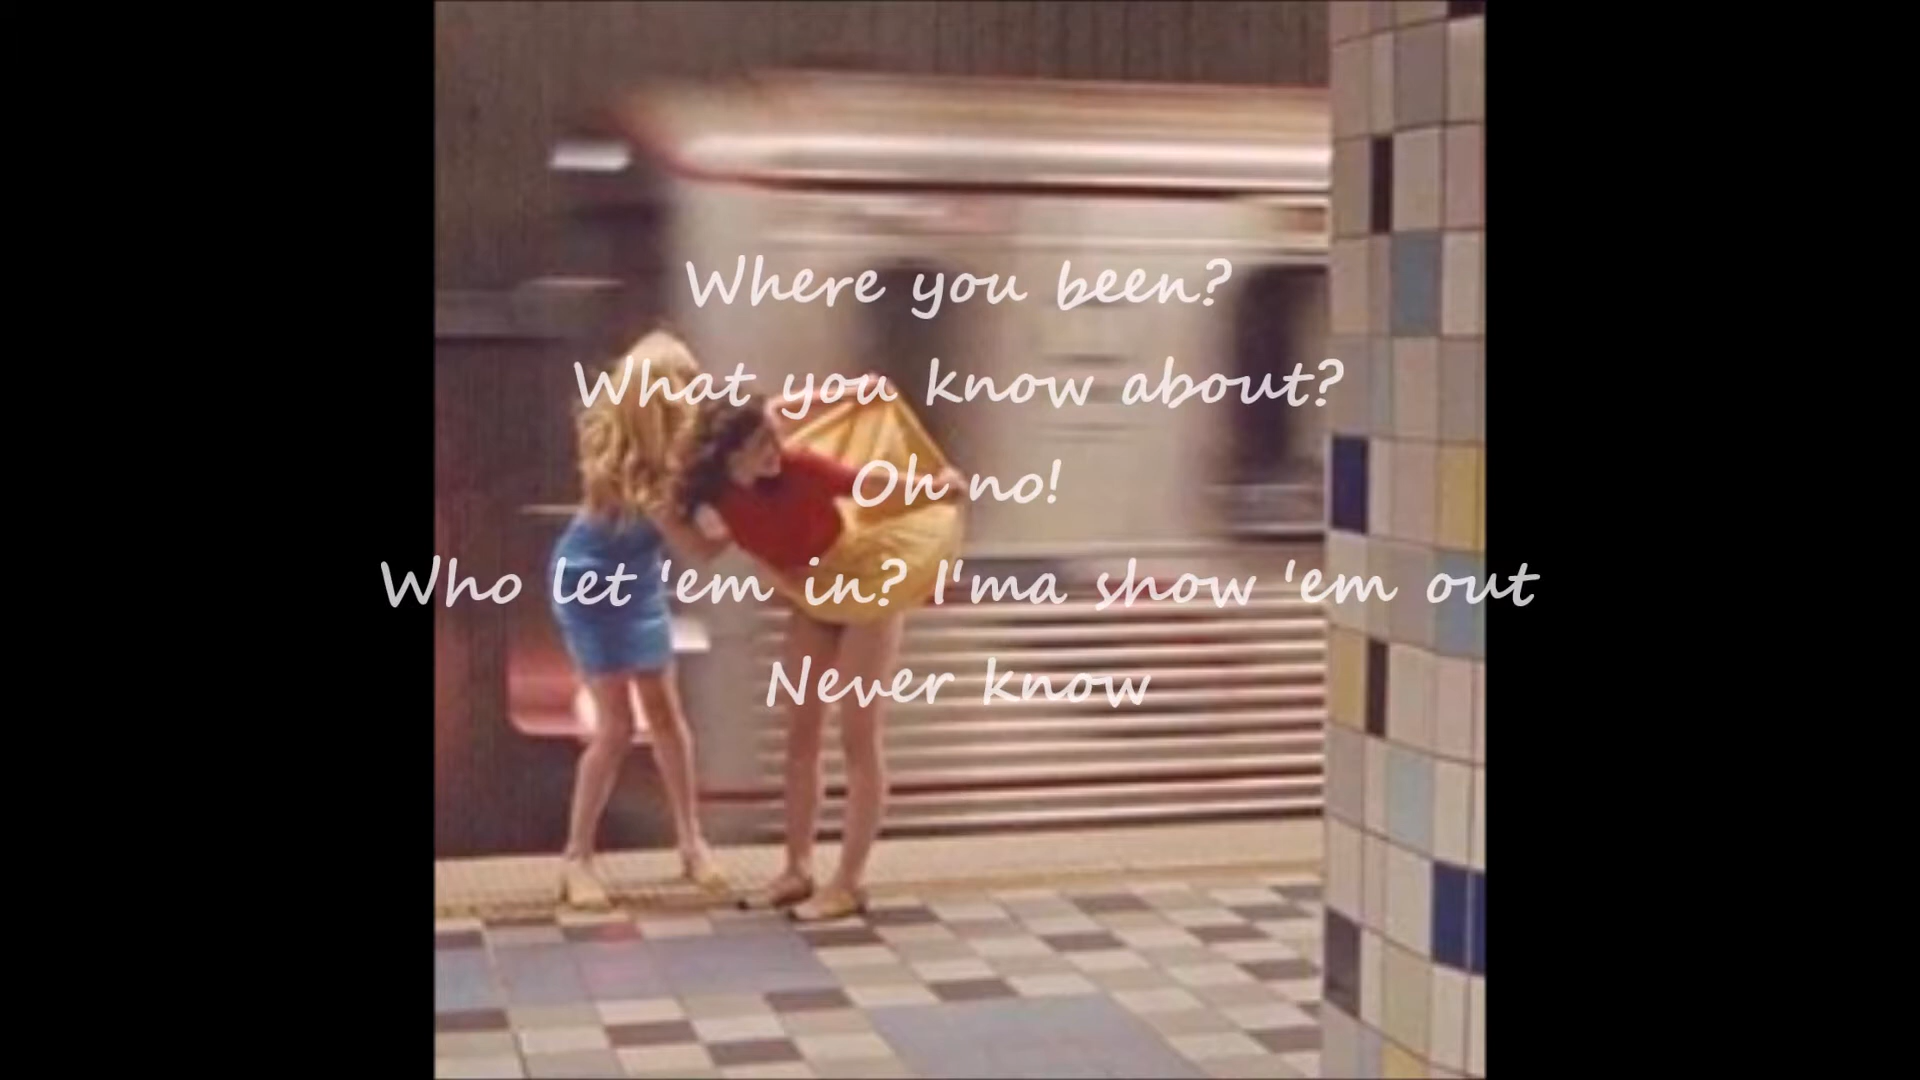 Where you been?
What you know about?
Oh no!
Who let 'em in? I'ma show 'em out
Never know